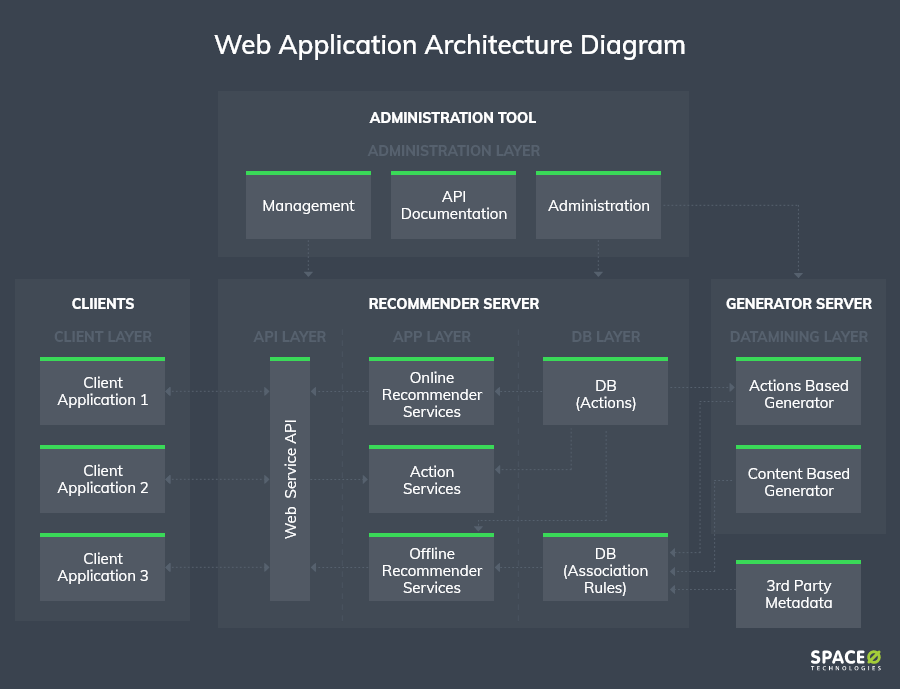 Web Application Architecture Diagram
ADMINISTRATION TOOL
ADMINISTRATION LAYER
Management
API
Documentation
Administration
CLIIENTS
CLIENT LAYER
Client
Application 1
Client
Application 2
Client
Application 3
RECOMMENDER SERVER
API LAYER
APP LAYER
DB LAYER
Web Service API
Online
Recommender
Services
Action
Services
Offline
Recommender
Services
DB
(Actions)
DB
(Association
Rules)
GENERATOR SERVER
DATAMINING LAYER
Actions Based
Generator
Content Based
Generator
3rd Party
Metadata
SPACEØ
TECHNOLOGIES